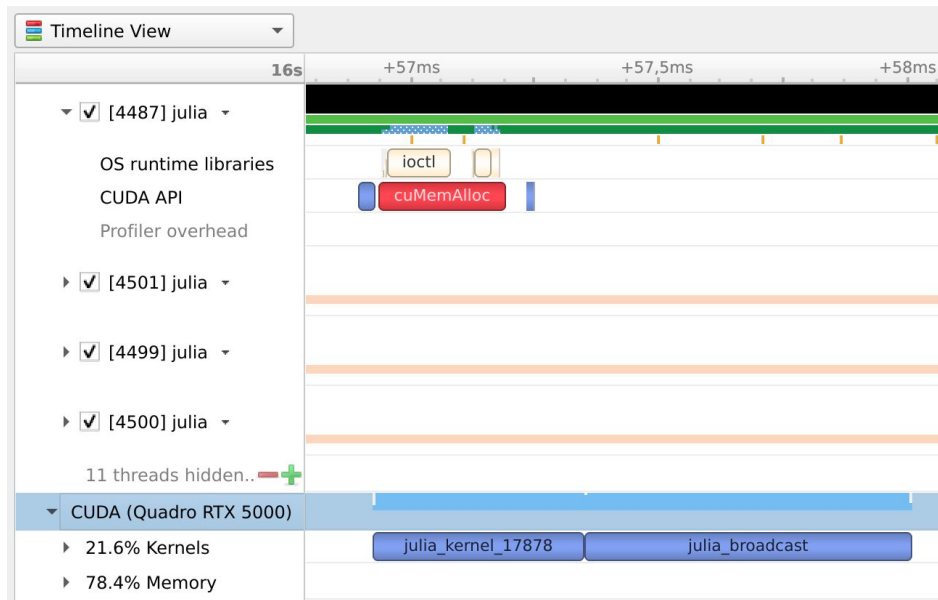 Timeline View
16s +57ms +57,5ms +58ms
[4487] julia
OS runtime libraries ioctl
CUDA API cuMemAlloc
Profiler overhead
[4501] julia
[4499] julia
[4500] julia
11 threads hidden..
CUDA (Quadro RTX 5000)
21.6% Kernels julia_kernel_17878 julia_broadcast
78.4% Memory